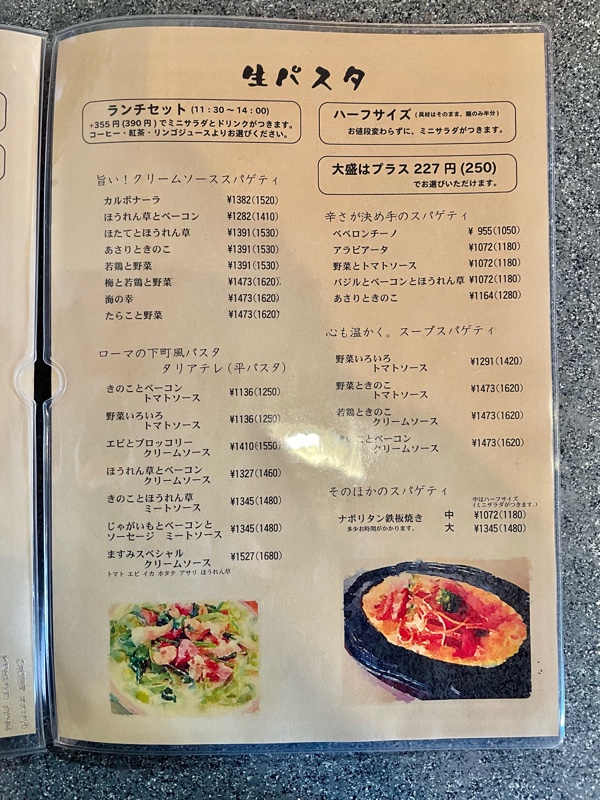 生パスタ
ランチセット (11：30～14：00)
+355円(390円)でミニサラダとドリンクがつきます。
コーヒー・紅茶・リンゴジュースよりお選びください。
ハーフサイズ (具材はそのまま、麺のみ半分)
お値段変わらずに、ミニサラダがつきます。
大盛はプラス 227円(250)
でお選びいただけます。
旨い！クリームソーススパゲティ
カルボナーラ ¥1382(1520)
ほうれん草とベーコン ¥1282(1410)
ほたてとほうれん草 ¥1391(1530)
あさりときのこ ¥1391(1530)
若鶏と野菜 ¥1391(1530)
梅と若鶏と野菜 ¥1473(1620)
海の幸 ¥1473(1620)
たらこと野菜 ¥1473(1620)
ローマの下町風パスタ
タリアテレ(平パスタ)
きのことベーコン
トマトソース ¥1136(1250)
野菜いろいろ
トマトソース ¥1136(1250)
エビとブロッコリー
クリームソース ¥1410(1550)
ほうれん草とベーコン
クリームソース ¥1327(1460)
きのことほうれん草
ミートソース ¥1345(1480)
じゃがいもとベーコンと
ソーセージ ミートソース ¥1345(1480)
ますみスペシャル
クリームソース ¥1527(1680)
トマト エビ イカ ホタテ アサリ ほうれん草
辛さが決め手のスパゲティ
ペペロンチーノ ¥ 955(1050)
アラビアータ ¥1072(1180)
野菜とトマトソース ¥1072(1180)
バジルとベーコンとほうれん草 ¥1072(1180)
あさりときのこ ¥1164(1280)
心も温かく。スープスパゲティ
野菜いろいろ
トマトソース ¥1291(1420)
野菜ときのこ
トマトソース ¥1473(1620)
若鶏ときのこ
クリームソース ¥1473(1620)
きのことベーコン
クリームソース ¥1473(1620)
そのほかのスパゲティ
中はハーフサイズ
(ミニサラダがつきます。)
ナポリタン鉄板焼き 中 ¥1072(1180)
多少お時間がかかります。 大 ¥1345(1480)